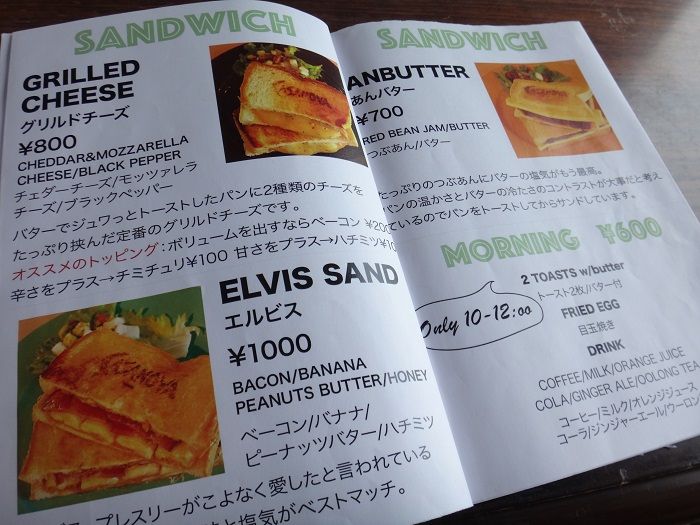 SANDWICH
GRILLED
CHEESE
グリルドチーズ
¥800
CHEDDAR&MOZZARELLA
CHEESE/BLACK PEPPER
チェダーチーズ/モッツァレラ
チーズ/ブラックペッパー
バターでジュワっとトーストしたパンに2種類のチーズを
たっぷり挟んだ定番のグリルドチーズです。
オススメのトッピング:ボリュームを出すならベーコン ¥200
辛さをプラス→チミチュリ¥100 甘さをプラス→ハチミツ¥10
ELVIS SAND
エルビス
¥1000
BACON/BANANA
PEANUTS BUTTER/HONEY
ベーコン/バナナ/
ピーナッツバター/ハチミツ
プレスリーがこよなく愛したと言われている
と塩気がベストマッチ。
SANDWICH
ANBUTTER
あんバター
¥700
RED BEAN JAM/BUTTER
つぶあん/バター
たっぷりのつぶあんにバターの塩気がもう最高。
パンの温かさとバターの冷たさのコントラストが大事だと考え
ているのでパンをトーストしてからサンドしています。
MORNING ¥600
Only 10-12:00
2 TOASTS w/butter
トースト2枚/バター付
FRIED EGG
目玉焼き
DRINK
COFFEE/MILK/ORANGE JUICE
COLA/GINGER ALE/OOLONG TEA
コーヒー/ミルク/オレンジジュース
コーラ/ジンジャーエール/ウーロン